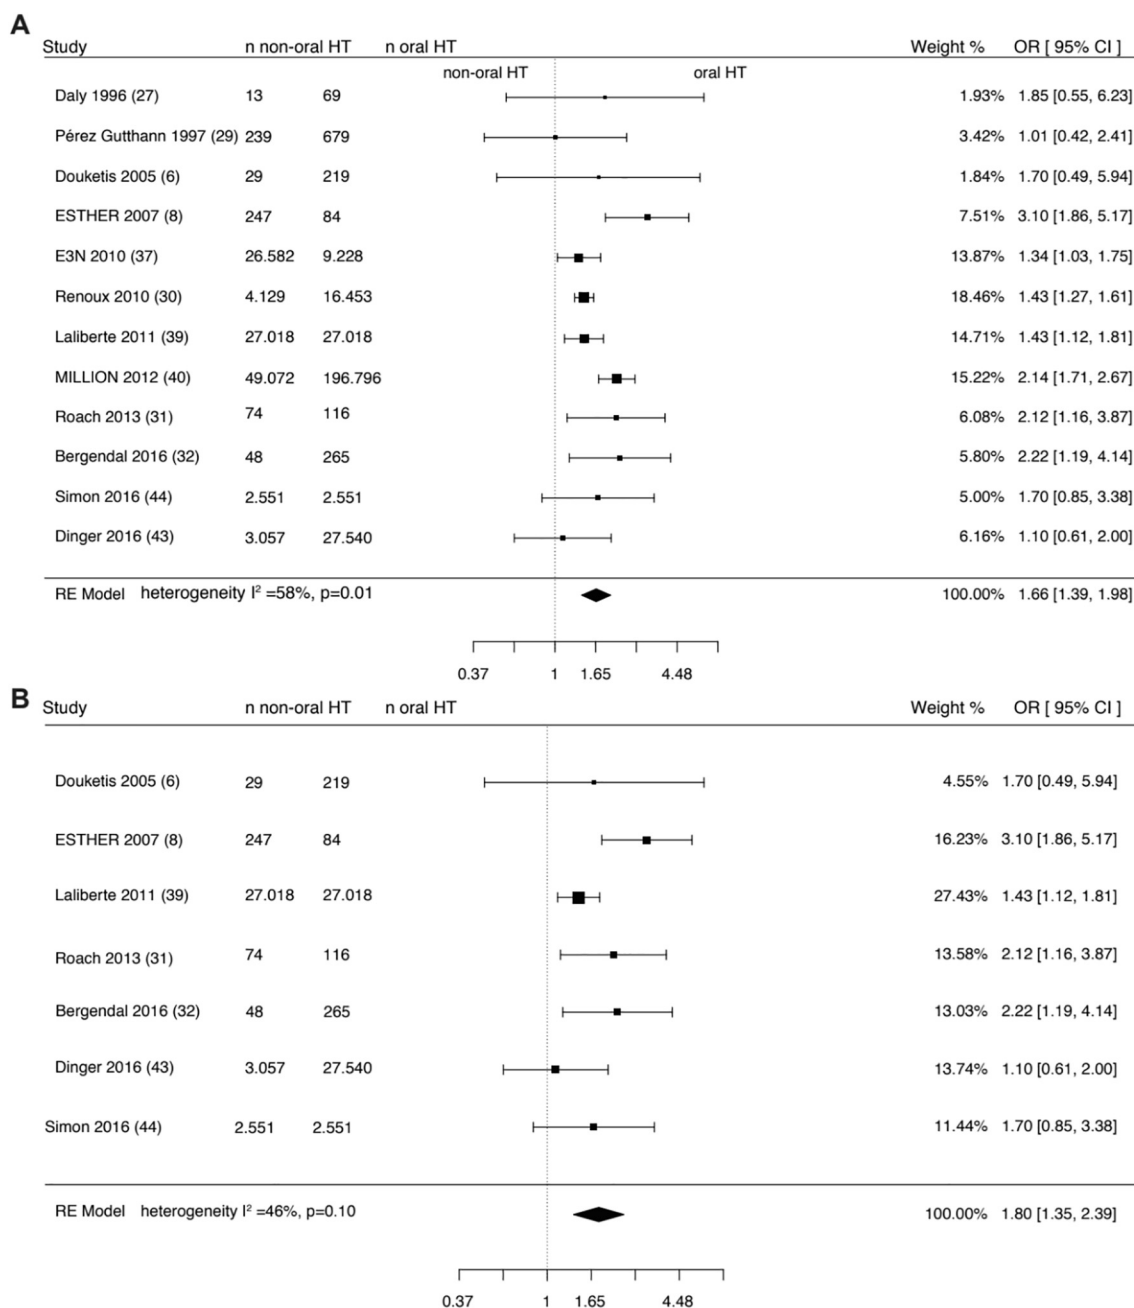 A
Study n non-oral HT n oral HT Weight % OR [ 95% CI ]
non-oral HT oral HT
Daly 1996 (27) 13 69 1.93% 1.85 [0.55, 6.23]
Pérez Gutthann 1997 (29) 239 679 3.42% 1.01 [0.42, 2.41]
Douketis 2005 (6) 29 219 1.84% 1.70 [0.49, 5.94]
ESTHER 2007 (8) 247 84 7.51% 3.10 [1.86, 5.17]
E3N 2010 (37) 26.582 9.228 13.87% 1.34 [1.03, 1.75]
Renoux 2010 (30) 4.129 16.453 18.46% 1.43 [1.27, 1.61]
Laliberte 2011 (39) 27.018 27.018 14.71% 1.43 [1.12, 1.81]
MILLION 2012 (40) 49.072 196.796 15.22% 2.14 [1.71, 2.67]
Roach 2013 (31) 74 116 6.08% 2.12 [1.16, 3.87]
Bergendal 2016 (32) 48 265 5.80% 2.22 [1.19, 4.14]
Simon 2016 (44) 2.551 2.551 5.00% 1.70 [0.85, 3.38]
Dinger 2016 (43) 3.057 27.540 6.16% 1.10 [0.61, 2.00]
RE Model heterogeneity I² =58%, p=0.01 100.00% 1.66 [1.39, 1.98]
0.37 1 1.65 4.48
B
Study n non-oral HT n oral HT Weight % OR [ 95% CI ]
Douketis 2005 (6) 29 219 4.55% 1.70 [0.49, 5.94]
ESTHER 2007 (8) 247 84 16.23% 3.10 [1.86, 5.17]
Laliberte 2011 (39) 27.018 27.018 27.43% 1.43 [1.12, 1.81]
Roach 2013 (31) 74 116 13.58% 2.12 [1.16, 3.87]
Bergendal 2016 (32) 48 265 13.03% 2.22 [1.19, 4.14]
Dinger 2016 (43) 3.057 27.540 13.74% 1.10 [0.61, 2.00]
Simon 2016 (44) 2.551 2.551 11.44% 1.70 [0.85, 3.38]
RE Model heterogeneity I² =46%, p=0.10 100.00% 1.80 [1.35, 2.39]
0.37 1 1.65 4.48